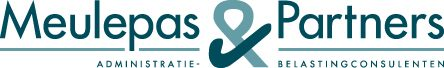 Meulepas & Partners
ADMINISTRATIE- BELASTINGCONSULENTEN